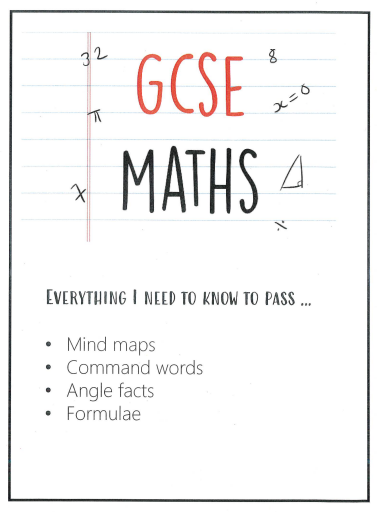 3²
8
GCSE
x=0
π
MATHS
x
÷
EVERYTHING I NEED TO KNOW TO PASS ...
• Mind maps
• Command words
• Angle facts
• Formulae